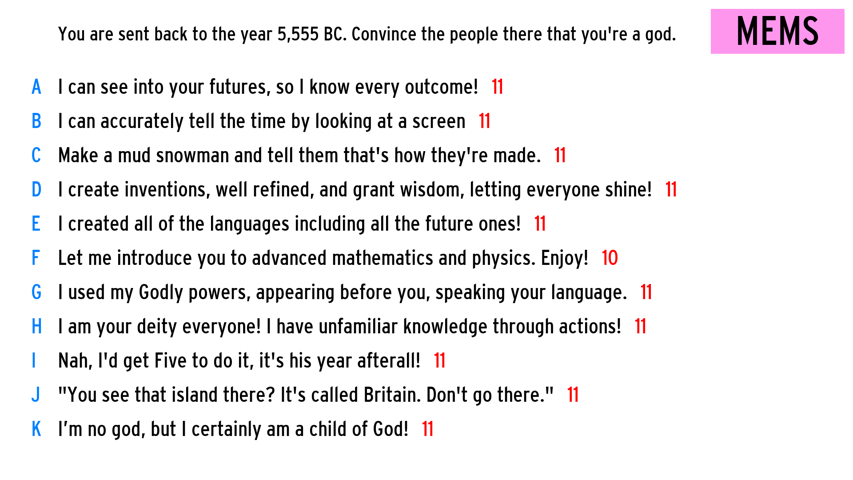 You are sent back to the year 5,555 BC. Convince the people there that you're a god.
MEMS
A I can see into your futures, so I know every outcome! 11
B I can accurately tell the time by looking at a screen 11
C Make a mud snowman and tell them that's how they're made. 11
D I create inventions, well refined, and grant wisdom, letting everyone shine! 11
E I created all of the languages including all the future ones! 11
F Let me introduce you to advanced mathematics and physics. Enjoy! 10
G I used my Godly powers, appearing before you, speaking your language. 11
H I am your deity everyone! I have unfamiliar knowledge through actions! 11
I Nah, I'd get Five to do it, it's his year afterall! 11
J "You see that island there? It's called Britain. Don't go there." 11
K I’m no god, but I certainly am a child of God! 11